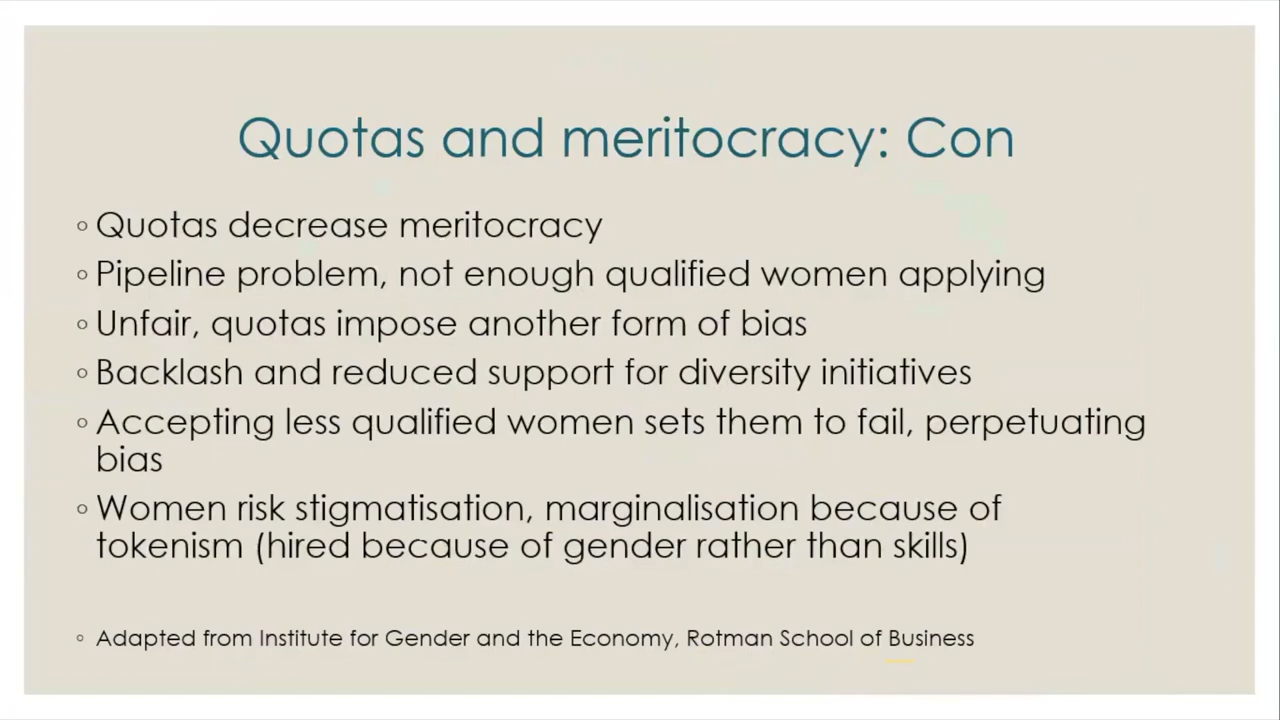 Quotas and meritocracy: Con
◦ Quotas decrease meritocracy
◦ Pipeline problem, not enough qualified women applying
◦ Unfair, quotas impose another form of bias
◦ Backlash and reduced support for diversity initiatives
◦ Accepting less qualified women sets them to fail, perpetuating
bias
◦ Women risk stigmatisation, marginalisation because of
tokenism (hired because of gender rather than skills)
◦ Adapted from Institute for Gender and the Economy, Rotman School of Business